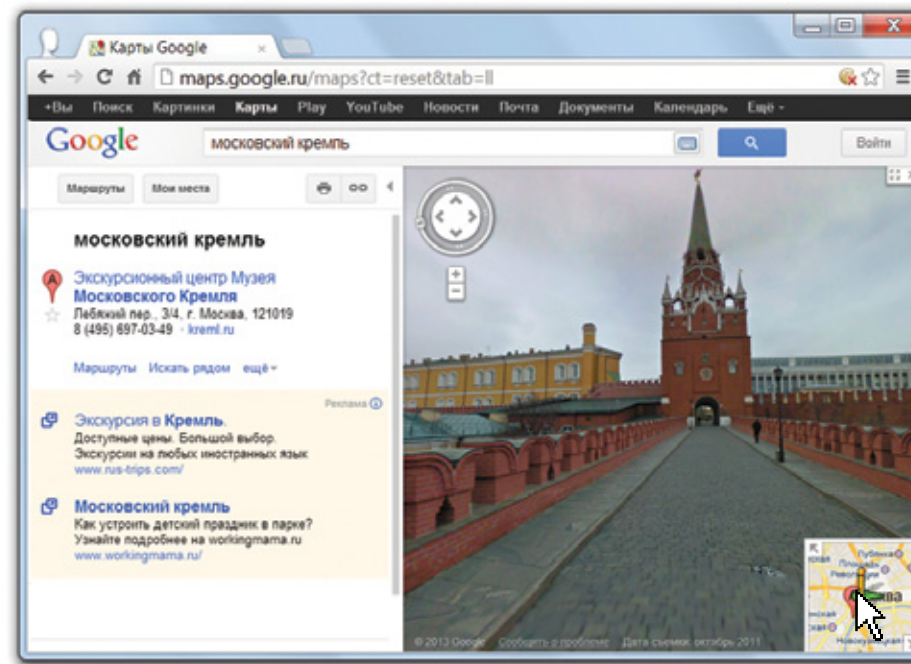 Карты Google
maps.google.ru/maps?ct=reset&tab=ll
+Вы Поиск Картинки Карты Play YouTube Новости Почта Документы Календарь Ещё
Google московский кремль Войти
Маршруты Мои места
московский кремль
A
Экскурсионный центр Музея
Московского Кремля
Лебяжий пер., 3/4, г. Москва, 121019
8 (495) 697-03-49 · kreml.ru
Маршруты Искать рядом ещё
Реклама
Экскурсия в Кремль.
Доступные цены. Большой выбор.
Экскурсии на любых иностранных язык
www.rus-trips.com/
Московский кремль
Как устроить детский праздник в парке?
Узнайте подробнее на workingmama.ru
www.workingmama.ru/
© 2013 Google Сообщить о проблеме Дата съемки: октябрь 2011
Лубянка
Площадь